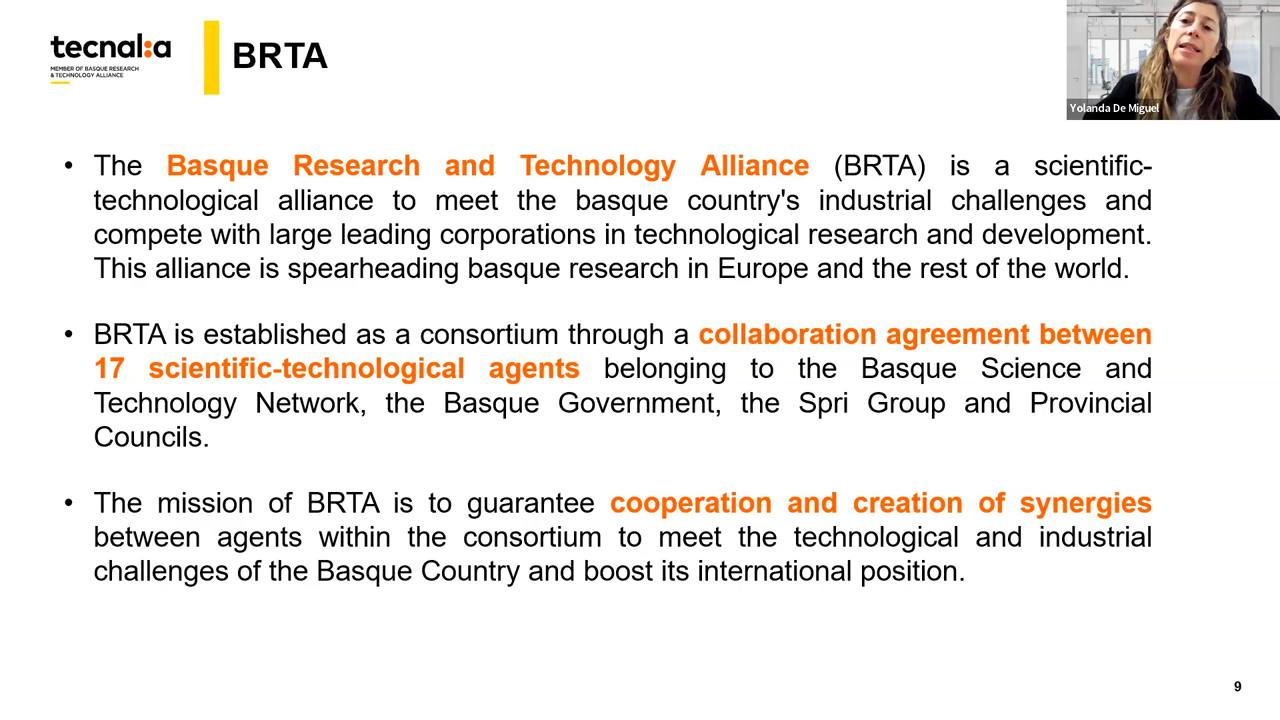 tecnal:a
MEMBER OF BASQUE RESEARCH
& TECHNOLOGY ALLIANCE
BRTA
Yolanda De Miguel
• The Basque Research and Technology Alliance (BRTA) is a scientific-
technological alliance to meet the basque country's industrial challenges and
compete with large leading corporations in technological research and development.
This alliance is spearheading basque research in Europe and the rest of the world.
• BRTA is established as a consortium through a collaboration agreement between
17 scientific-technological agents belonging to the Basque Science and
Technology Network, the Basque Government, the Spri Group and Provincial
Councils.
• The mission of BRTA is to guarantee cooperation and creation of synergies
between agents within the consortium to meet the technological and industrial
challenges of the Basque Country and boost its international position.
9